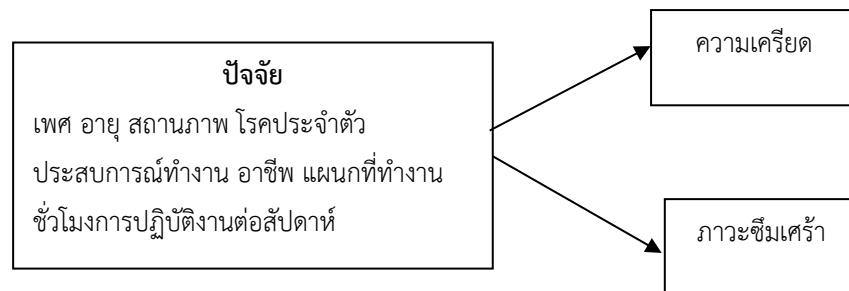 ความเครียด
ปัจจัย
เพศ อายุ สถานภาพ โรคประจำตัว
ประสบการณ์ทำงาน อาชีพ แผนกที่ทำงาน
ชั่วโมงการปฏิบัติงานต่อสัปดาห์
ภาวะซึมเศร้า